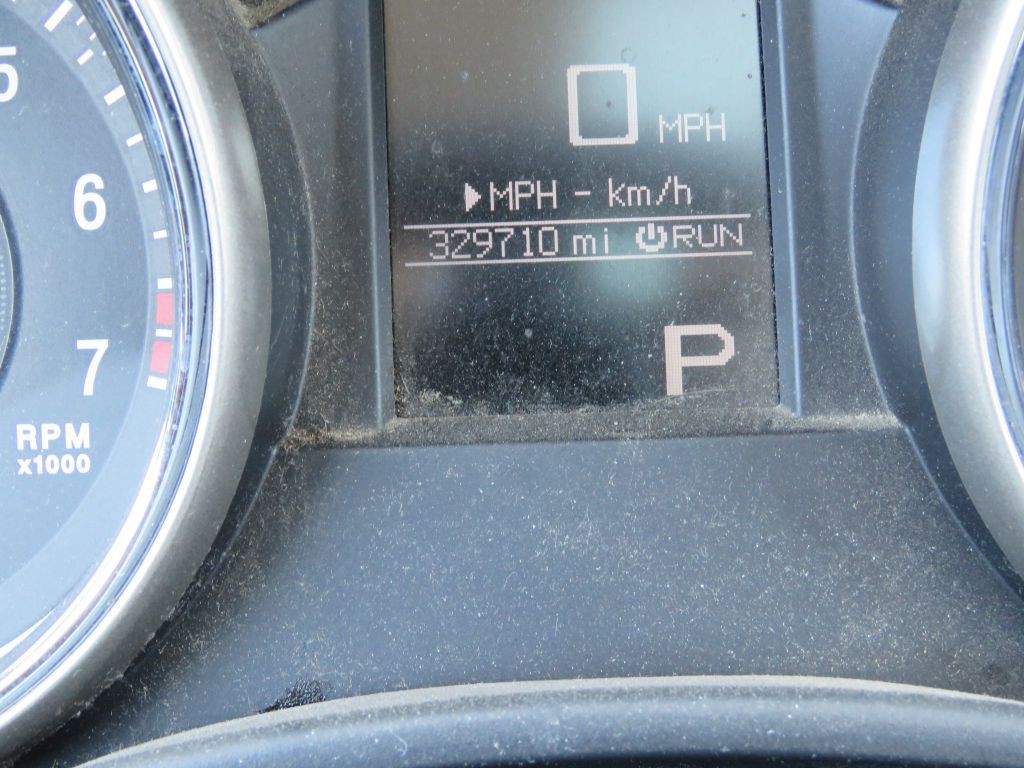 5
6
7
RPM
x1000
0 MPH
MPH - km/h
329710 mi RUN
P